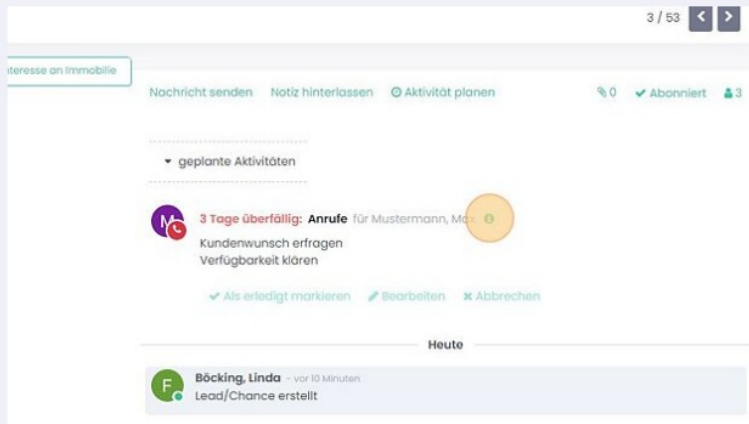 3 / 53
nteresse an Immobilie
Nachricht senden Notiz hinterlassen Aktivität planen 0 Abonniert 3
geplante Aktivitäten
M 3 Tage überfällig: Anrufe für Mustermann, Max
Kundenwunsch erfragen
Verfügbarkeit klären
Als erledigt markieren Bearbeiten Abbrechen
Heute
F Böcking, Linda - vor 10 Minuten
Lead/Chance erstellt